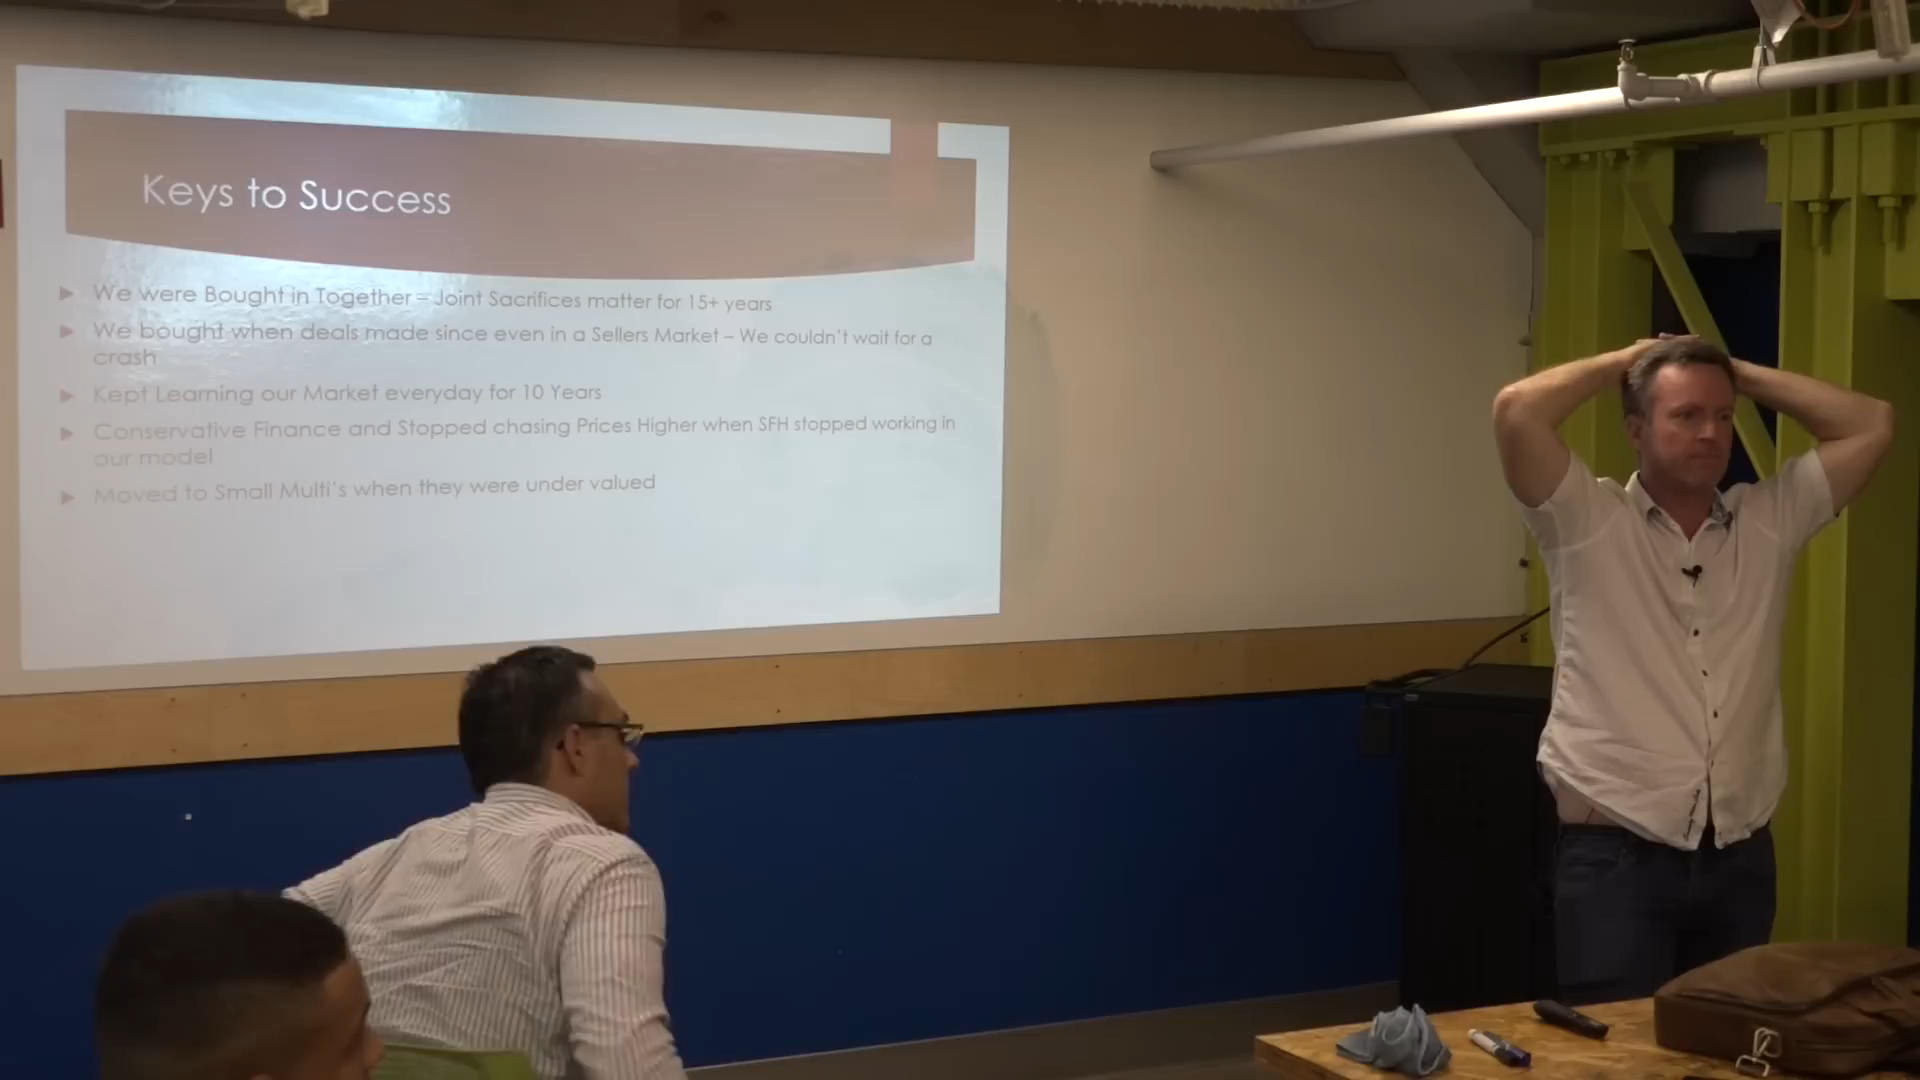 Keys to Success
We were Bought in Together – Joint Sacrifices matter for 15+ years
We bought when deals made since even in a Sellers Market – We couldn't wait for a
crash
Kept Learning our Market everyday for 10 Years
Conservative Finance and Stopped chasing Prices Higher when SFH stopped working in
our model
Moved to Small Multi's when they were under valued